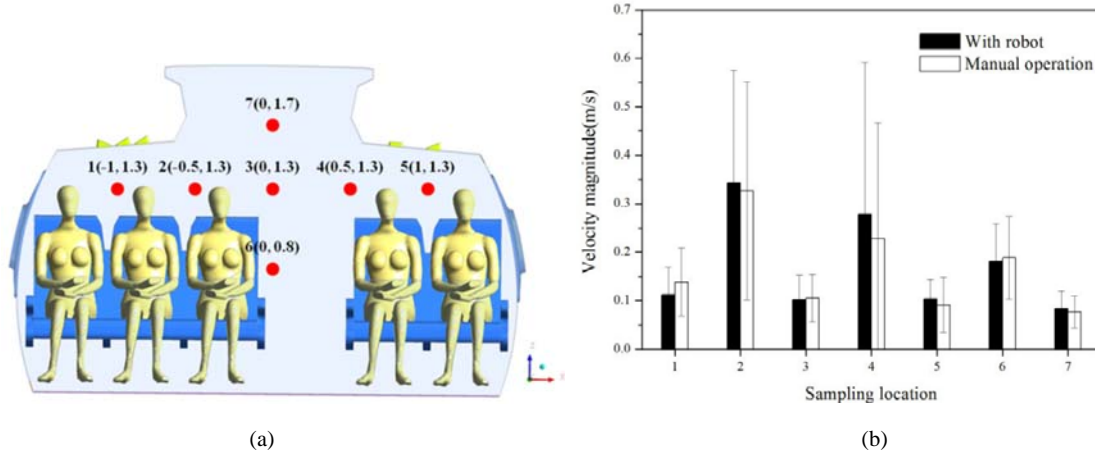 7(0, 1.7)
1(-1, 1.3) 2(-0.5, 1.3) 3(0, 1.3) 4(0.5, 1.3) 5(1, 1.3)
6(0, 0.8)
Z
X
(a)
0.7
0.6
0.5
0.4
0.3
0.2
0.1
0.0
Velocity magnitude(m/s)
With robot
Manual operation
1 2 3 4 5 6 7
Sampling location
(b)